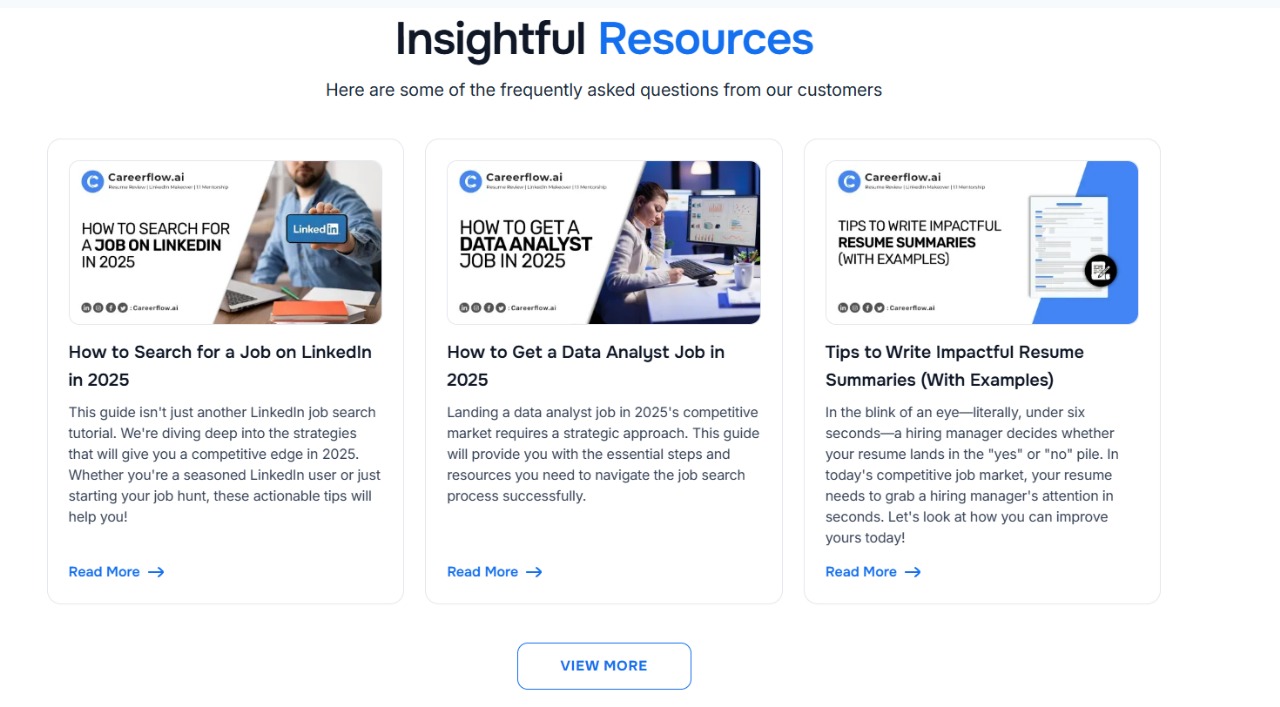 Insightful Resources
Here are some of the frequently asked questions from our customers
Careerflow.ai
Resume Review | LinkedIn Makeover | 1:1 Mentorship
HOW TO SEARCH FOR
A JOB ON LINKEDIN
IN 2025
LinkedIn
in f : Careerflow.ai
How to Search for a Job on LinkedIn
in 2025
This guide isn't just another LinkedIn job search
tutorial. We're diving deep into the strategies
that will give you a competitive edge in 2025.
Whether you're a seasoned LinkedIn user or just
starting your job hunt, these actionable tips will
help you!
Read More
Careerflow.ai
Resume Review | LinkedIn Makeover | 1:1 Mentorship
HOW TO GET A
DATA ANALYST
JOB IN 2025
in f : Careerflow.ai
How to Get a Data Analyst Job in
2025
Landing a data analyst job in 2025's competitive
market requires a strategic approach. This guide
will provide you with the essential steps and
resources you need to navigate the job search
process successfully.
Read More
Careerflow.ai
Resume Review | LinkedIn Makeover | 1:1 Mentorship
TIPS TO WRITE IMPACTFUL
RESUME SUMMARIES
(WITH EXAMPLES)
in f : Careerflow.ai
Tips to Write Impactful Resume
Summaries (With Examples)
In the blink of an eye—literally, under six
seconds—a hiring manager decides whether
your resume lands in the "yes" or "no" pile. In
today's competitive job market, your resume
needs to grab a hiring manager's attention in
seconds. Let's look at how you can improve
yours today!
Read More
VIEW MORE